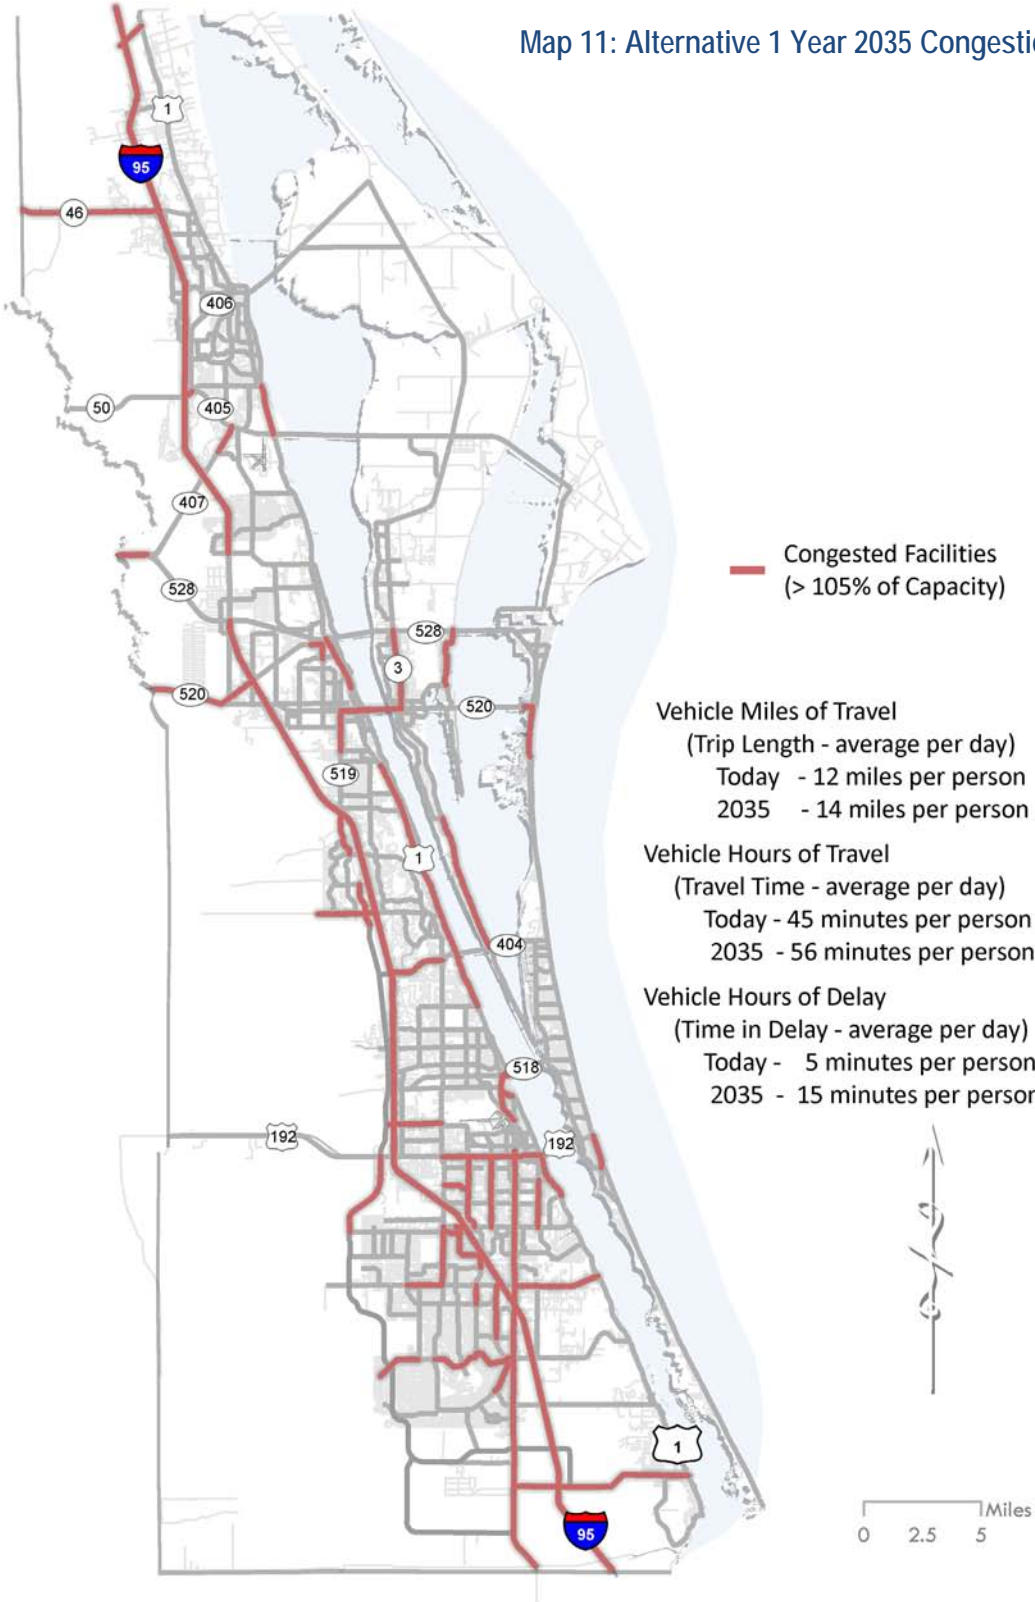 Map 11: Alternative 1 Year 2035 Congesti
1
95
46
406
50
405
407
528
528
3
520
520
519
1
404
518
192
192
1
95
Congested Facilities
(> 105% of Capacity)
Vehicle Miles of Travel
(Trip Length - average per day)
Today - 12 miles per person
2035 - 14 miles per person
Vehicle Hours of Travel
(Travel Time - average per day)
Today - 45 minutes per person
2035 - 56 minutes per person
Vehicle Hours of Delay
(Time in Delay - average per day)
Today - 5 minutes per person
2035 - 15 minutes per person
Miles
0 2.5 5